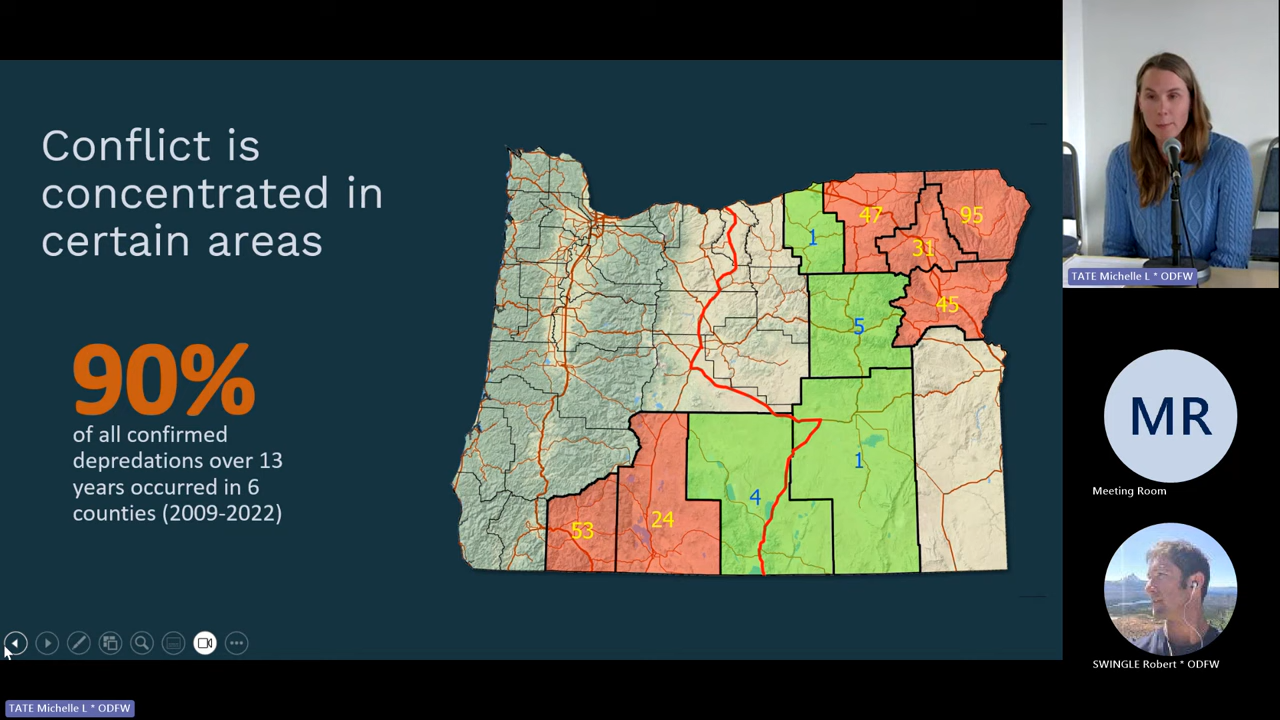 Conflict is
concentrated in
certain areas
90%
of all confirmed
depredations over 13
years occurred in 6
counties (2009-2022)
47
95
1
31
45
5
1
4
24
53
TATE Michelle L * ODFW
MR
Meeting Room
SWINGLE Robert * ODFW
TATE Michelle L * ODFW